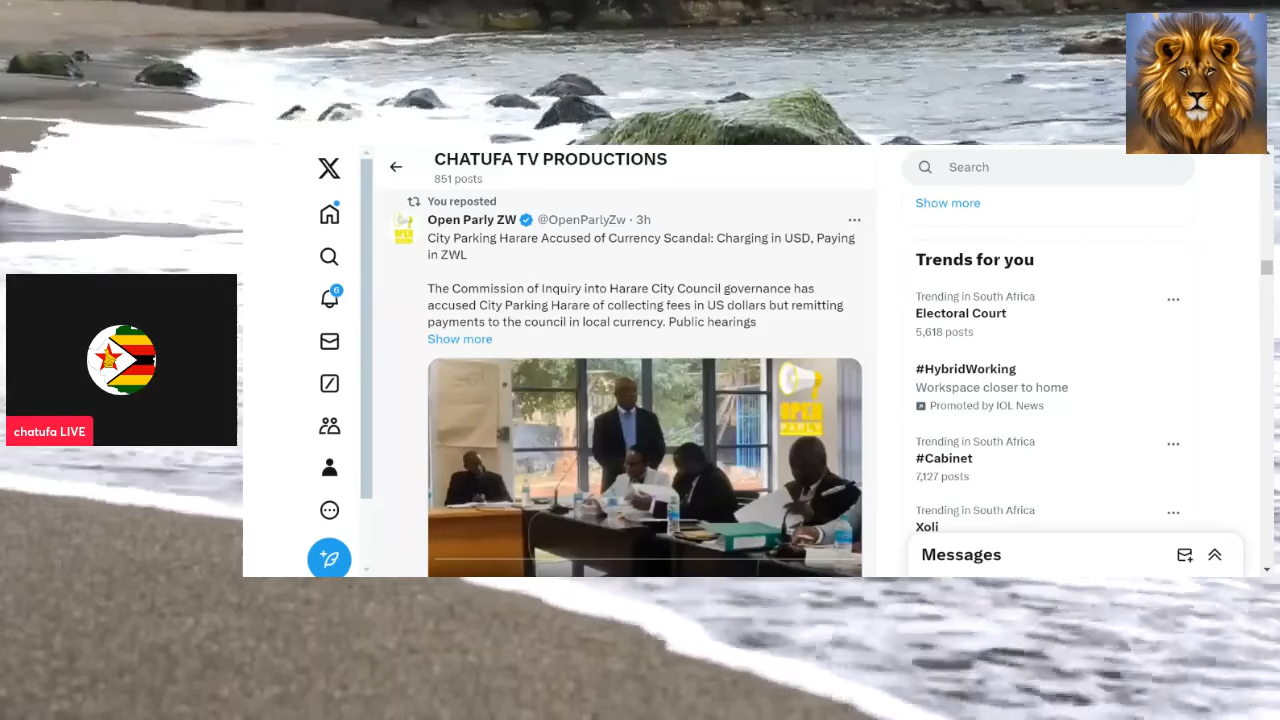 CHATUFA TV PRODUCTIONS
851 posts
Search
You reposted
Show more
Open Parly ZW @OpenParlyZw · 3h
City Parking Harare Accused of Currency Scandal: Charging in USD, Paying
in ZWL
The Commission of Inquiry into Harare City Council governance has
accused City Parking Harare of collecting fees in US dollars but remitting
payments to the council in local currency. Public hearings
Show more
OPEN
PARLY
Trends for you
Trending in South Africa
Electoral Court
5,618 posts
#HybridWorking
Workspace closer to home
Promoted by IOL News
Trending in South Africa
#Cabinet
7,127 posts
Trending in South Africa
Xoli
Messages
6
chatufa LIVE